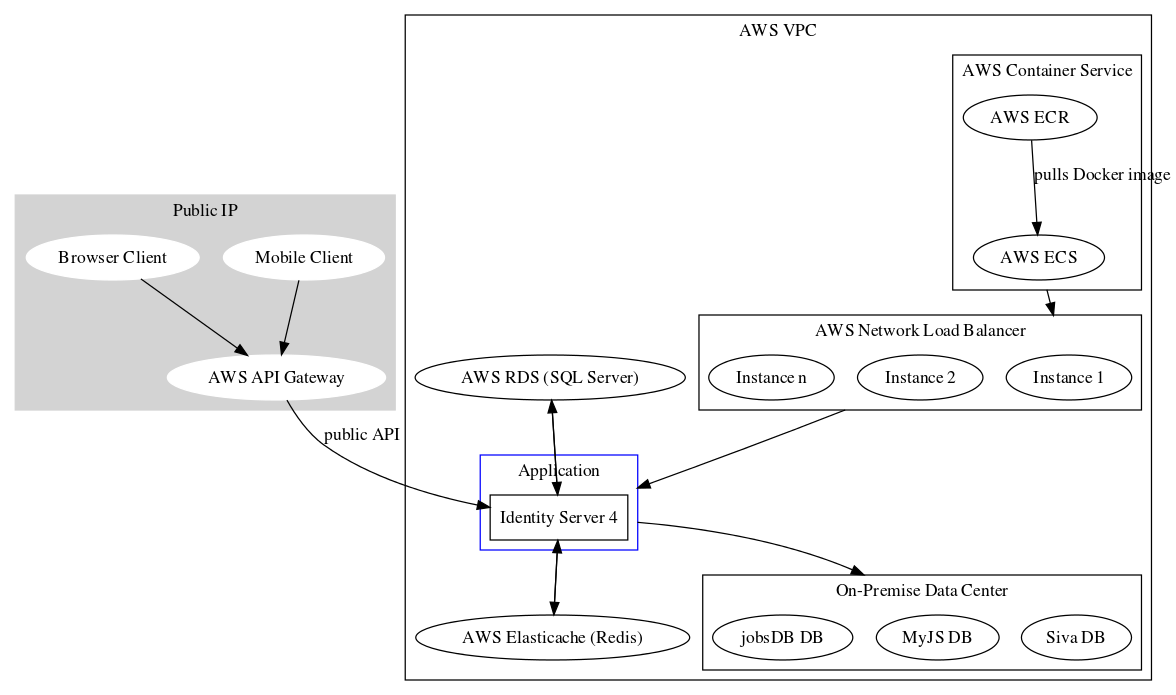 AWS VPC
AWS Container Service
AWS ECR
pulls Docker image
Public IP
Browser Client
Mobile Client
AWS ECS
AWS Network Load Balancer
AWS API Gateway
AWS RDS (SQL Server)
Instance n
Instance 2
Instance 1
public API
Application
Identity Server 4
On-Premise Data Center
AWS Elasticache (Redis)
jobsDB DB
MyJS DB
Siva DB